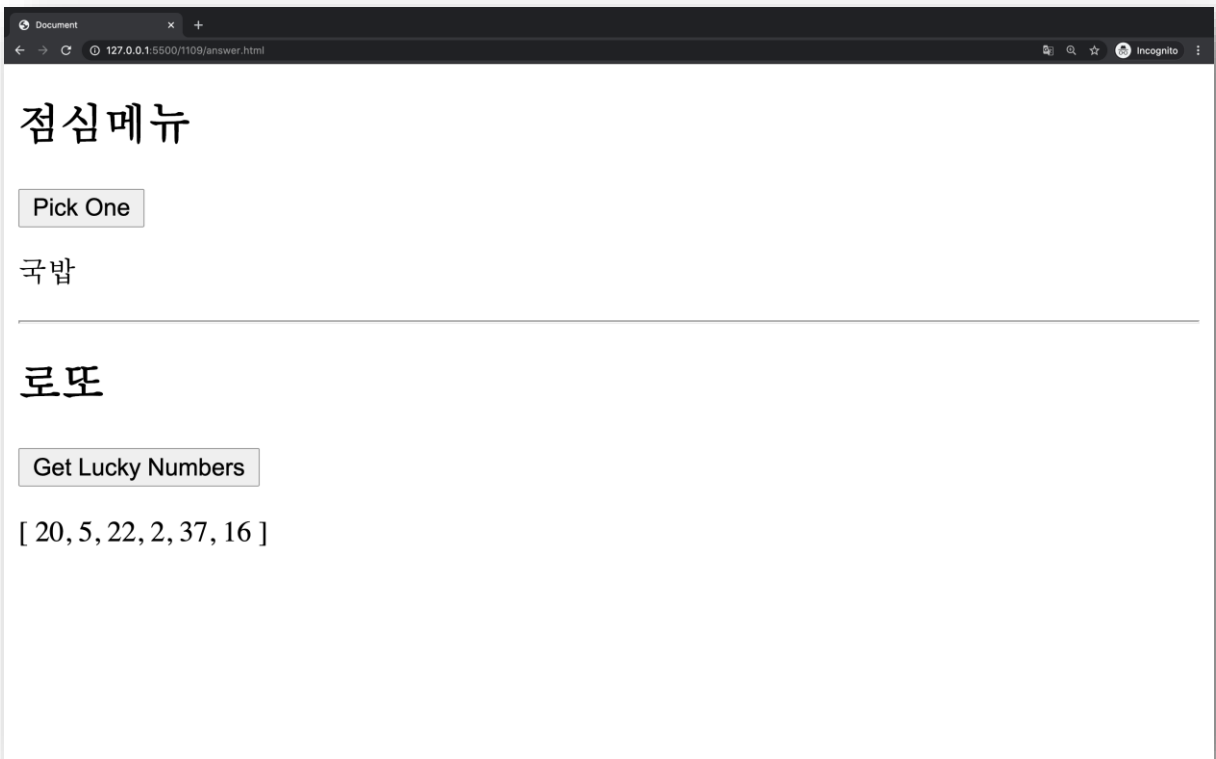 Document
127.0.0.1:5500/1109/answer.html
Incognito
점심메뉴
Pick One
국밥
로또
Get Lucky Numbers
[ 20, 5, 22, 2, 37, 16 ]